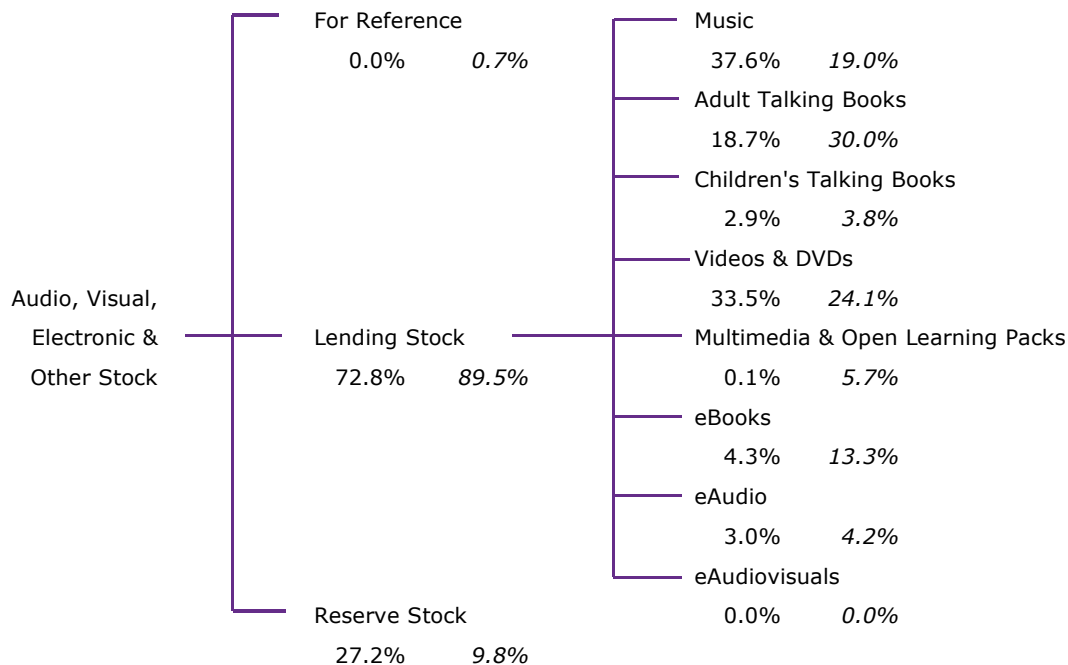 For Reference
0.0% 0.7%
Music
37.6% 19.0%
Adult Talking Books
18.7% 30.0%
Children's Talking Books
2.9% 3.8%
Videos & DVDs
33.5% 24.1%
Audio, Visual,
Electronic &
Other Stock
Lending Stock
72.8% 89.5%
Multimedia & Open Learning Packs
0.1% 5.7%
eBooks
4.3% 13.3%
eAudio
3.0% 4.2%
eAudiovisuals
0.0% 0.0%
Reserve Stock
27.2% 9.8%